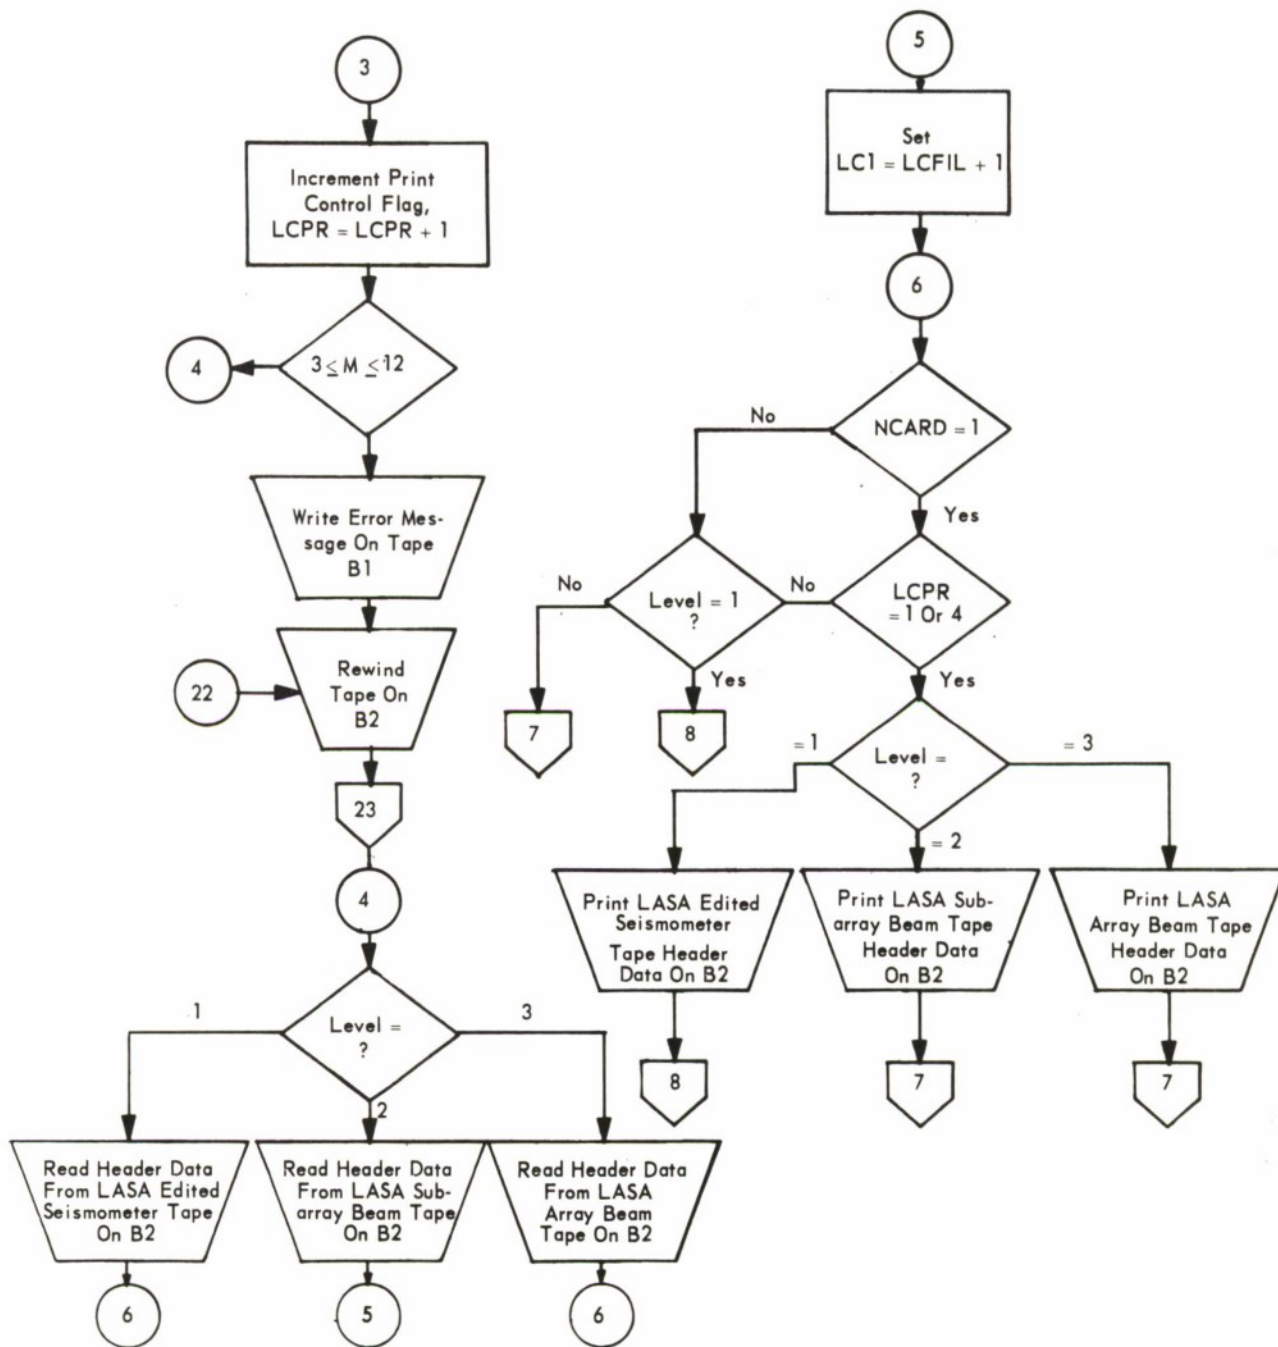 3
Increment Print
Control Flag,
LCPR = LCPR + 1
4
3 ≤ M ≤ 12
Write Error Mes-
sage On Tape
B1
22
Rewind
Tape On
B2
23
4
1
Level =
?
3
2
Read Header Data
From LASA Edited
Seismometer Tape
On B2
Read Header Data
From LASA Sub-
array Beam Tape
On B2
Read Header Data
From LASA
Array Beam
Tape On B2
6
5
6
5
Set
LC1 = LCFIL + 1
6
No
NCARD = 1
Yes
No
Level = 1
?
No
LCPR
= 1 Or 4
Yes
Yes
7
8
= 1
Level =
?
= 3
= 2
Print LASA Edited
Seismometer
Tape Header
Data On B2
Print LASA Sub-
array Beam Tape
Header Data
On B2
Print LASA
Array Beam Tape
Header Data
On B2
8
7
7